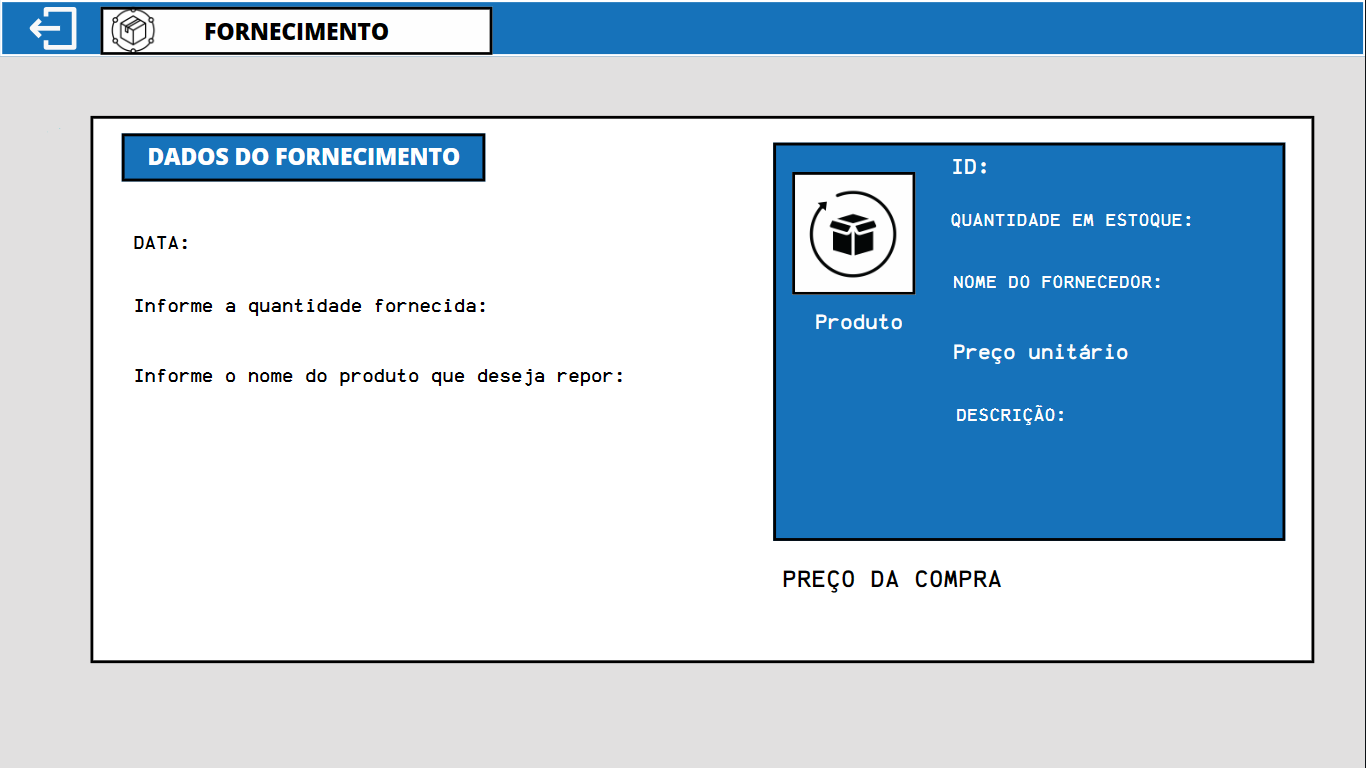 FORNECIMENTO
DADOS DO FORNECIMENTO
DATA:
Informe a quantidade fornecida:
Informe o nome do produto que deseja repor:
ID:
QUANTIDADE EM ESTOQUE:
NOME DO FORNECEDOR:
Produto
Preço unitário
DESCRIÇÃO:
PREÇO DA COMPRA